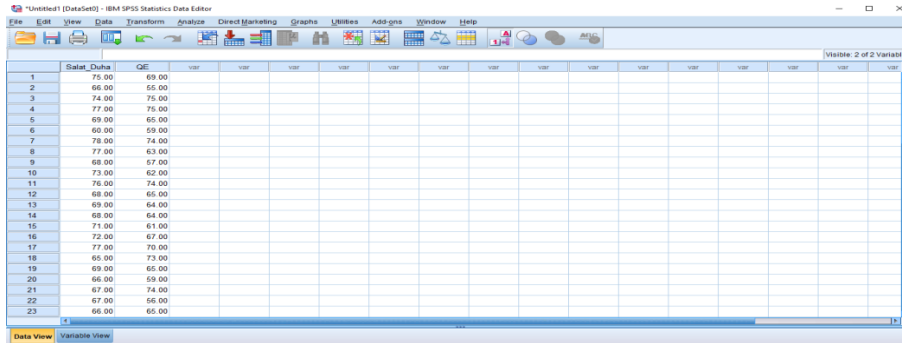 *Untitled1 [DataSet0] - IBM SPSS Statistics Data Editor
File Edit View Data Transform Analyze Direct Marketing Graphs Utilities Add-ons Window Help
Visible: 2 of 2 Variabl
Salat_Duha QE var var var var var var var var var var var var var
1 75.00 69.00
2 66.00 55.00
3 74.00 75.00
4 77.00 75.00
5 69.00 65.00
6 60.00 59.00
7 78.00 74.00
8 77.00 63.00
9 68.00 57.00
10 73.00 62.00
11 76.00 74.00
12 68.00 65.00
13 69.00 64.00
14 68.00 64.00
15 71.00 61.00
16 72.00 67.00
17 77.00 70.00
18 65.00 73.00
19 69.00 65.00
20 66.00 59.00
21 67.00 74.00
22 67.00 56.00
23 66.00 65.00
Data View Variable View